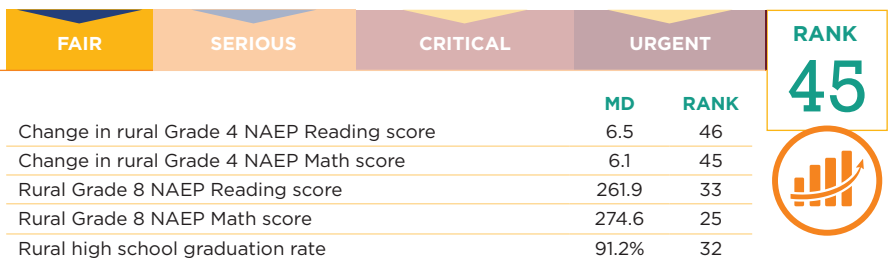 FAIR SERIOUS CRITICAL URGENT
RANK
45
MD RANK
Change in rural Grade 4 NAEP Reading score 6.5 46
Change in rural Grade 4 NAEP Math score 6.1 45
Rural Grade 8 NAEP Reading score 261.9 33
Rural Grade 8 NAEP Math score 274.6 25
Rural high school graduation rate 91.2% 32